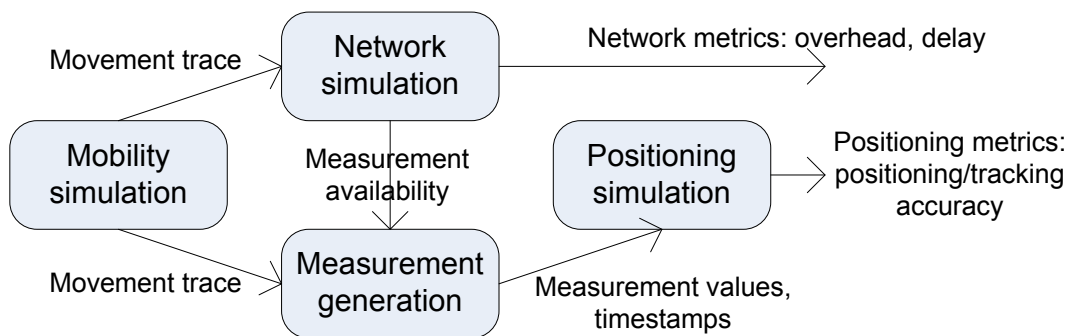 Movement trace
Network
simulation
Network metrics: overhead, delay
Mobility
simulation
Measurement
availability
Positioning
simulation
Positioning metrics:
positioning/tracking
accuracy
Movement trace
Measurement
generation
Measurement values,
timestamps